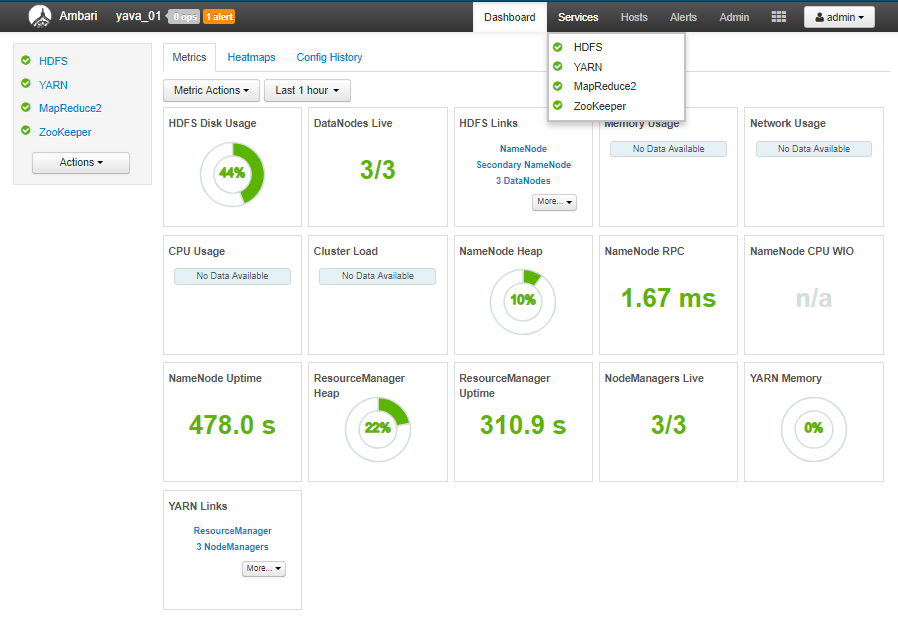 Ambari yava_01 0 ops 1 alert Dashboard Services Hosts Alerts Admin admin
HDFS
YARN
MapReduce2
ZooKeeper
Actions
HDFS
YARN
MapReduce2
ZooKeeper
Metrics Heatmaps Config History
Metric Actions Last 1 hour
HDFS Disk Usage
44%
DataNodes Live
3/3
HDFS Links
NameNode
Secondary NameNode
3 DataNodes
More...
Memory Usage
No Data Available
Network Usage
No Data Available
CPU Usage
No Data Available
Cluster Load
No Data Available
NameNode Heap
10%
NameNode RPC
1.67 ms
NameNode CPU WIO
n/a
NameNode Uptime
478.0 s
ResourceManager
Heap
22%
ResourceManager
Uptime
310.9 s
NodeManagers Live
3/3
YARN Memory
0%
YARN Links
ResourceManager
3 NodeManagers
More...